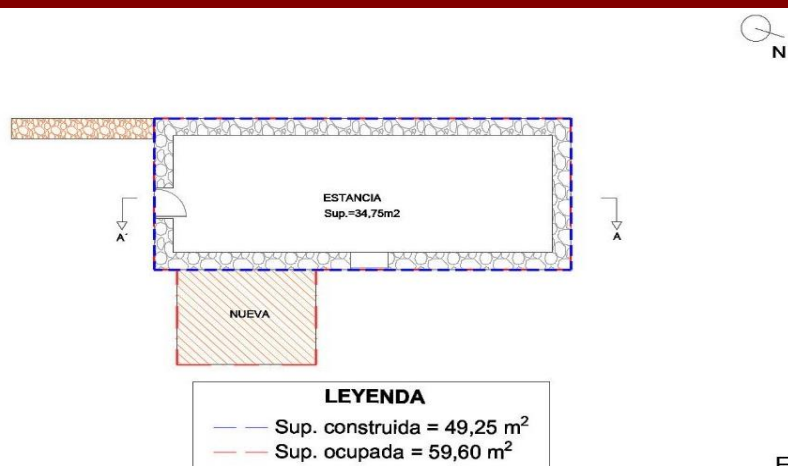 N
ESTANCIA
Sup.=34,75m2
A´
A
NUEVA
LEYENDA
Sup. construida = 49,25 m²
Sup. ocupada = 59,60 m²